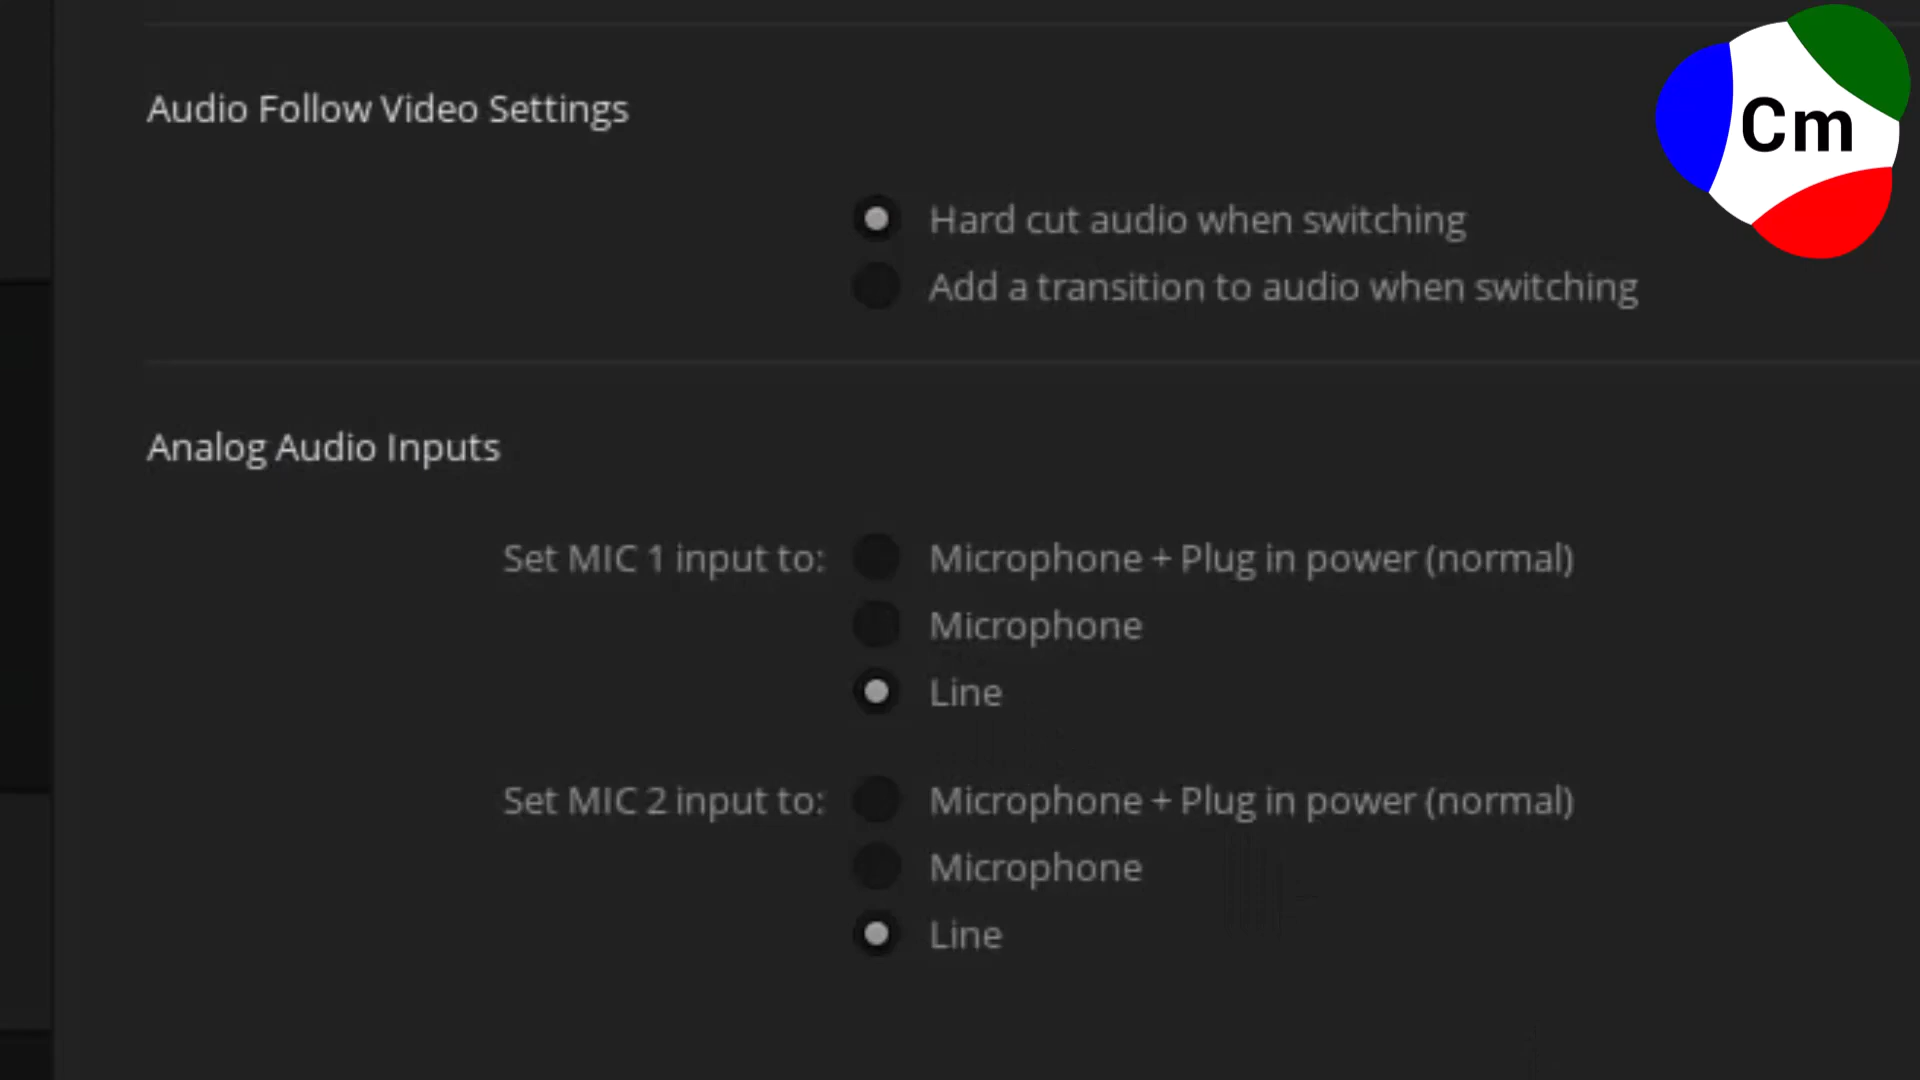 Cm
Audio Follow Video Settings
Hard cut audio when switching
Add a transition to audio when switching
Analog Audio Inputs
Set MIC 1 input to: Microphone + Plug in power (normal)
Microphone
Line
Set MIC 2 input to: Microphone + Plug in power (normal)
Microphone
Line